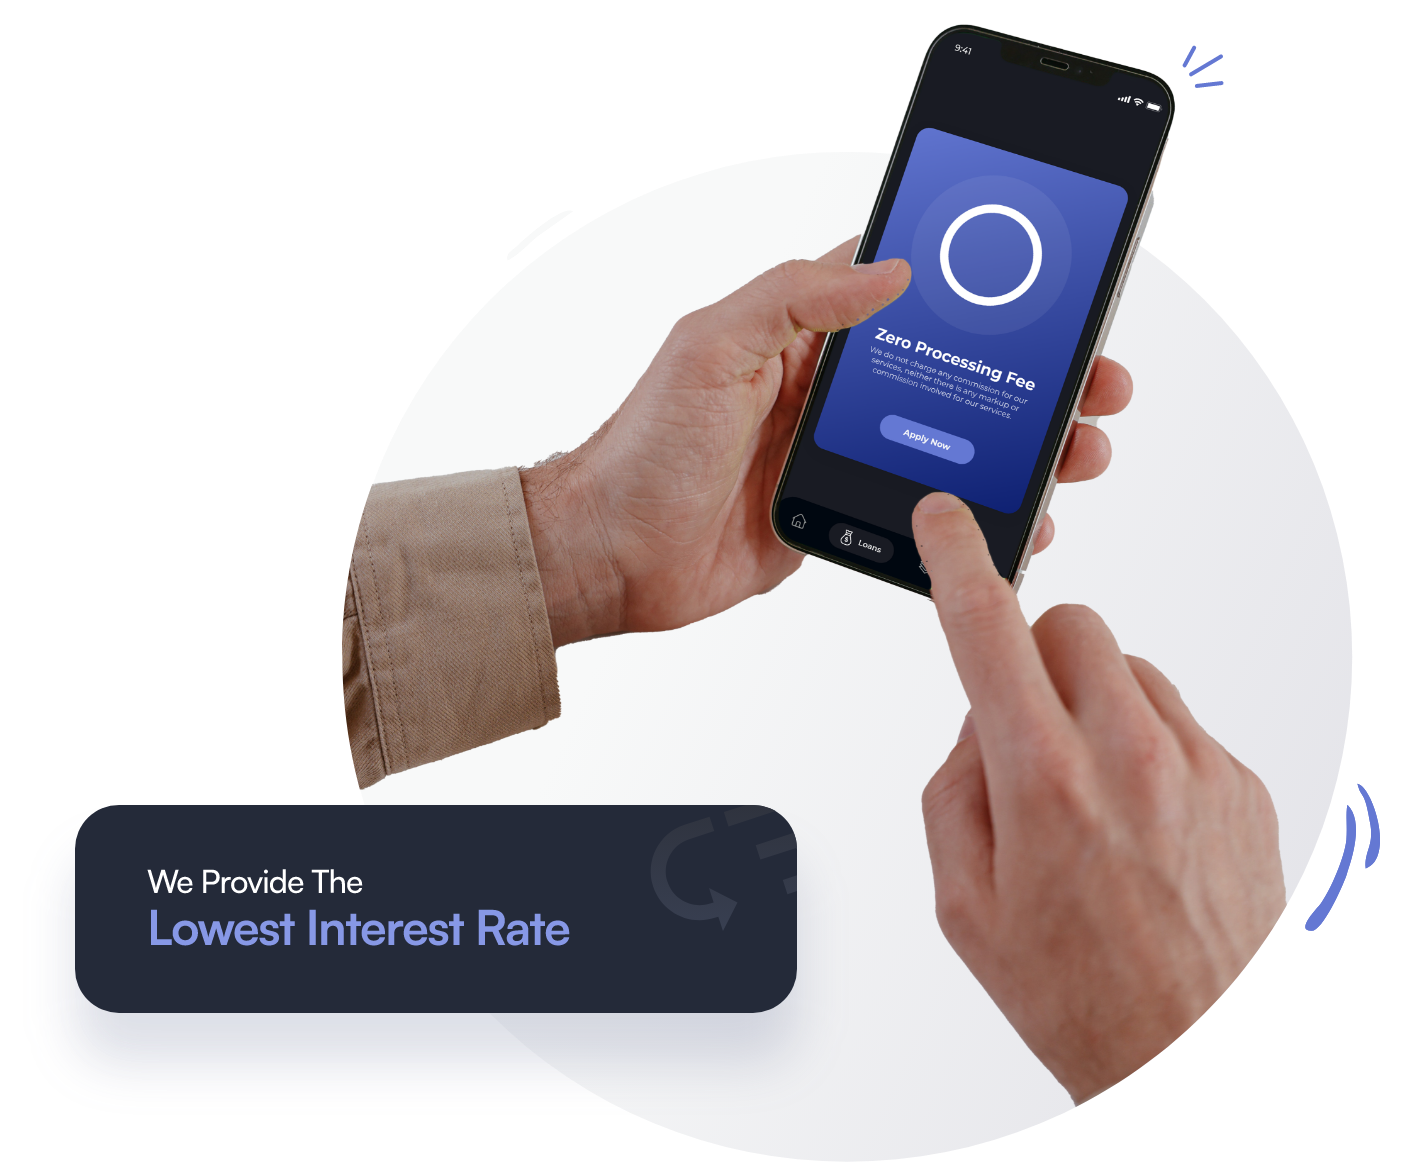 9:41
Zero Processing Fee
We do not charge any commission for our
services, neither there is any markup or
commission involved for our services.
Apply Now
Loans
We Provide The
Lowest Interest Rate